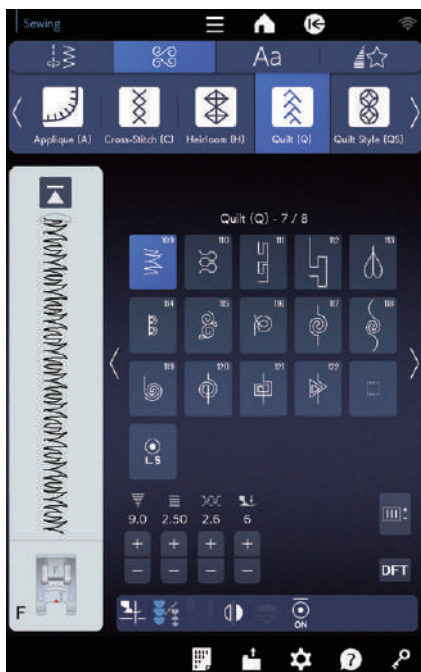 Sewing
Aa
Applique (A) Cross-Stitch (C) Heirloom (H) Quilt (Q) Quilt Style (QS)
Quilt (Q) - 7 / 8
109 110 111 112 113
114 115 116 117 118
119 120 121 122
L.S
9.0 2.50 2.6 6
+ + + +
− − − −
DFT
F
ON
?